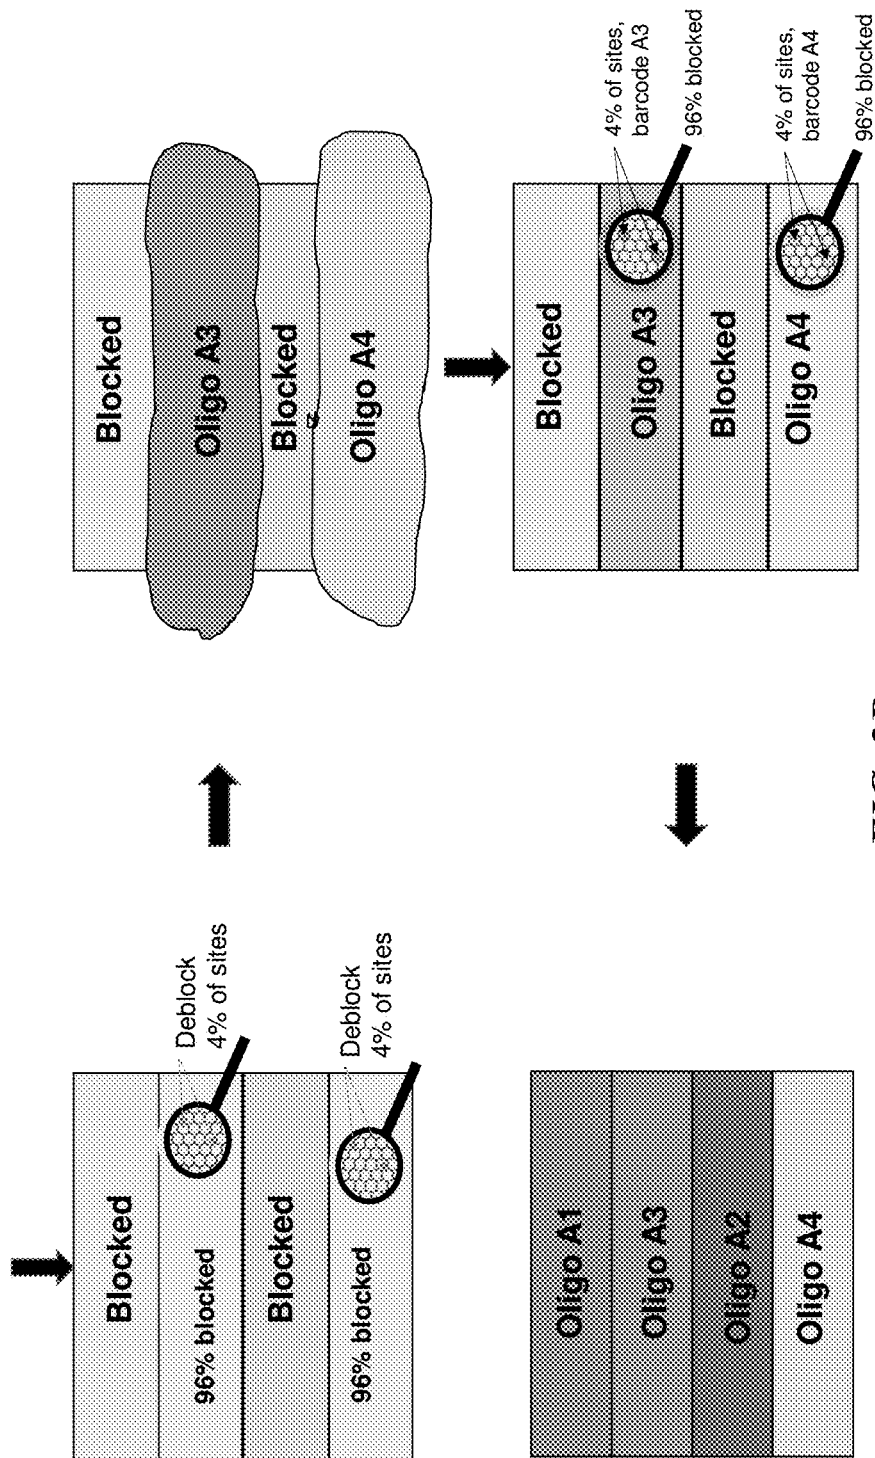 Blocked
96% blocked
Deblock
4% of sites
Blocked
96% blocked
Deblock
4% of sites
Blocked
Oligo A3
Blocked
Oligo A4
Blocked
Oligo A3
4% of sites,
barcode A3
96% blocked
Blocked
Oligo A4
4% of sites,
barcode A4
96% blocked
Oligo A1
Oligo A3
Oligo A2
Oligo A4